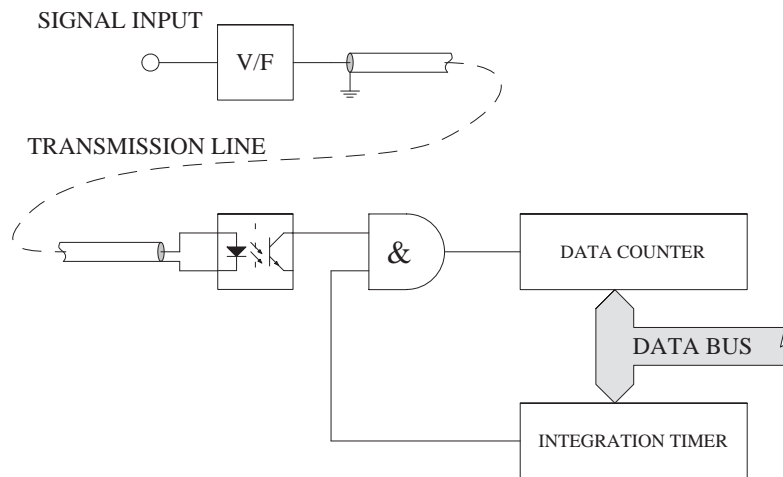 SIGNAL INPUT
V/F
TRANSMISSION LINE
&
DATA COUNTER
DATA BUS
INTEGRATION TIMER